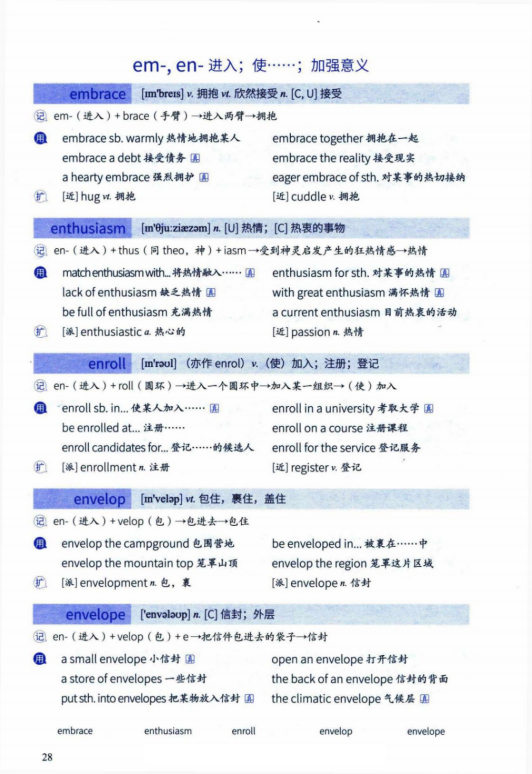 em-, en- 进入；使……；加强意义
embrace [ɪmˈbreɪs] v. 拥抱 vt. 欣然接受 n. [C, U] 接受
记 em-（进入）+ brace（手臂）→进入两臂→拥抱
用 embrace sb. warmly 热情地拥抱某人 embrace together 拥抱在一起
embrace a debt 接受债务 真 embrace the reality 接受现实
a hearty embrace 强烈拥护 真 eager embrace of sth. 对某事的热切接纳
扩 [近] hug vt. 拥抱 [近] cuddle v. 拥抱
enthusiasm [ɪnˈθjuːziæzəm] n. [U] 热情；[C] 热衷的事物
记 en-（进入）+ thus（同 theo，神）+ iasm→受到神灵启发产生的狂热情感→热情
用 match enthusiasm with... 将热情融入…… 真 enthusiasm for sth. 对某事的热情 真
lack of enthusiasm 缺乏热情 真 with great enthusiasm 满怀热情 真
be full of enthusiasm 充满热情 a current enthusiasm 目前热衷的活动
扩 [派] enthusiastic a. 热心的 [近] passion n. 热情
enroll [ɪnˈrəʊl]（亦作 enrol）v.（使）加入；注册；登记
记 en-（进入）+ roll（圆环）→进入一个圆环中→加入某一组织→（使）加入
用 enroll sb. in... 使某人加入…… 真 enroll in a university 考取大学 真
be enrolled at... 注册…… enroll on a course 注册课程
enroll candidates for... 登记……的候选人 enroll for the service 登记服务
扩 [派] enrollment n. 注册 [近] register v. 登记
envelop [ɪnˈveləp] vt. 包住，裹住，盖住
记 en-（进入）+ velop（包）→包进去→包住
用 envelop the campground 包围营地 be enveloped in... 被裹在……中
envelop the mountain top 笼罩山顶 envelop the region 笼罩这片区域
扩 [派] envelopment n. 包，裹 [派] envelope n. 信封
envelope [ˈenvələʊp] n. [C] 信封；外层
记 en-（进入）+ velop（包）+ e→把信件包进去的袋子→信封
用 a small envelope 小信封 真 open an envelope 打开信封
a store of envelopes 一些信封 the back of an envelope 信封的背面
put sth. into envelopes 把某物放入信封 真 the climatic envelope 气候层 真
embrace enthusiasm enroll envelop envelope
28